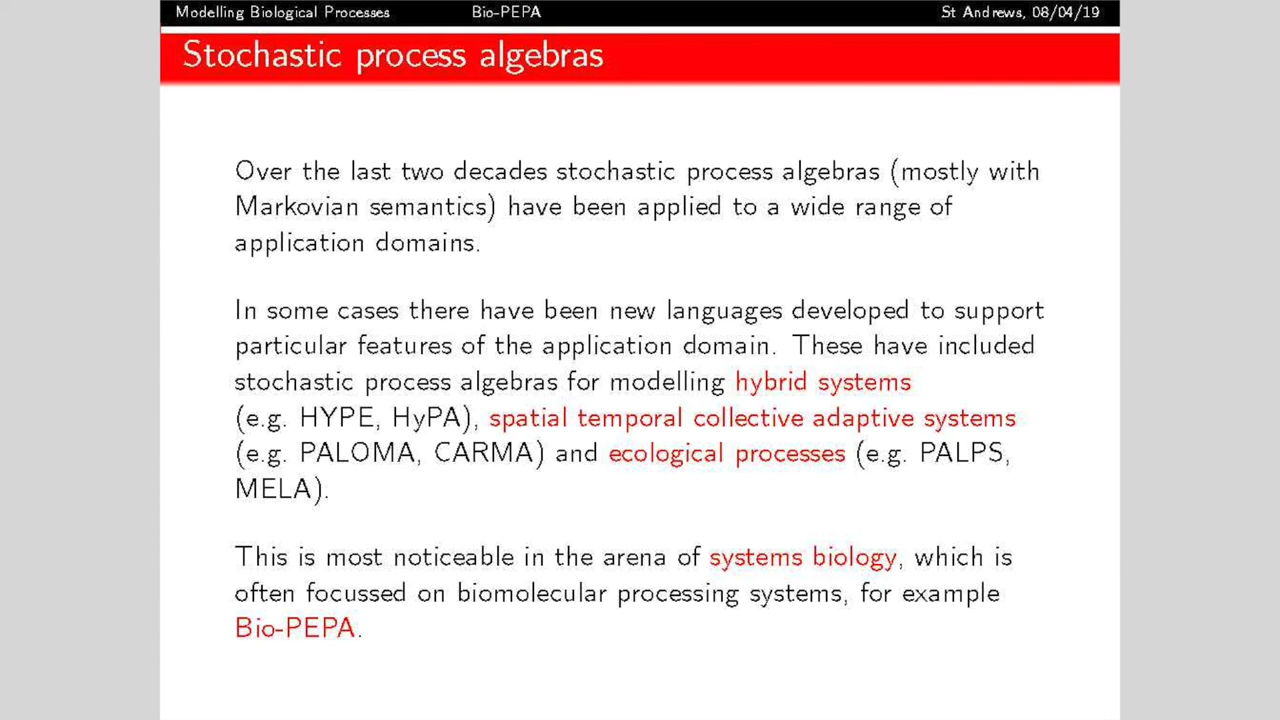 Modelling Biological Processes Bio-PEPA St Andrews, 08/04/19
Stochastic process algebras
Over the last two decades stochastic process algebras (mostly with
Markovian semantics) have been applied to a wide range of
application domains.
In some cases there have been new languages developed to support
particular features of the application domain. These have included
stochastic process algebras for modelling hybrid systems
(e.g. HYPE, HyPA), spatial temporal collective adaptive systems
(e.g. PALOMA, CARMA) and ecological processes (e.g. PALPS,
MELA).
This is most noticeable in the arena of systems biology, which is
often focussed on biomolecular processing systems, for example
Bio-PEPA.